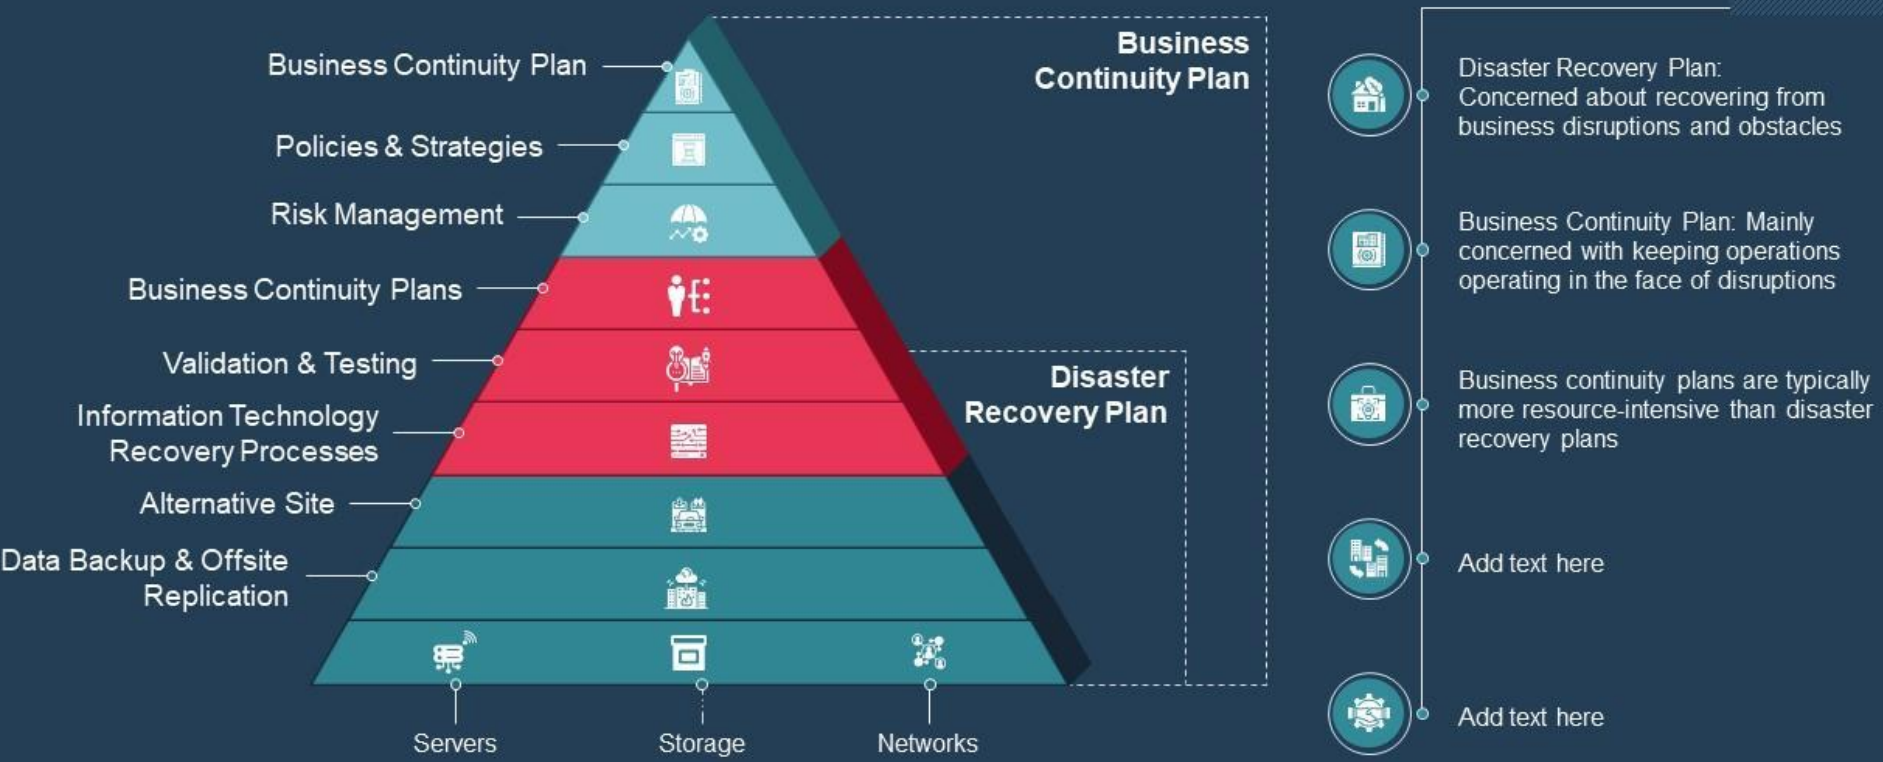 Business Continuity Plan
Policies & Strategies
Risk Management
Business Continuity Plans
Validation & Testing
Information Technology
Recovery Processes
Alternative Site
Data Backup & Offsite
Replication
Servers
Storage
Networks
Business
Continuity Plan
Disaster
Recovery Plan
Disaster Recovery Plan:
Concerned about recovering from
business disruptions and obstacles
Business Continuity Plan: Mainly
concerned with keeping operations
operating in the face of disruptions
Business continuity plans are typically
more resource-intensive than disaster
recovery plans
Add text here
Add text here